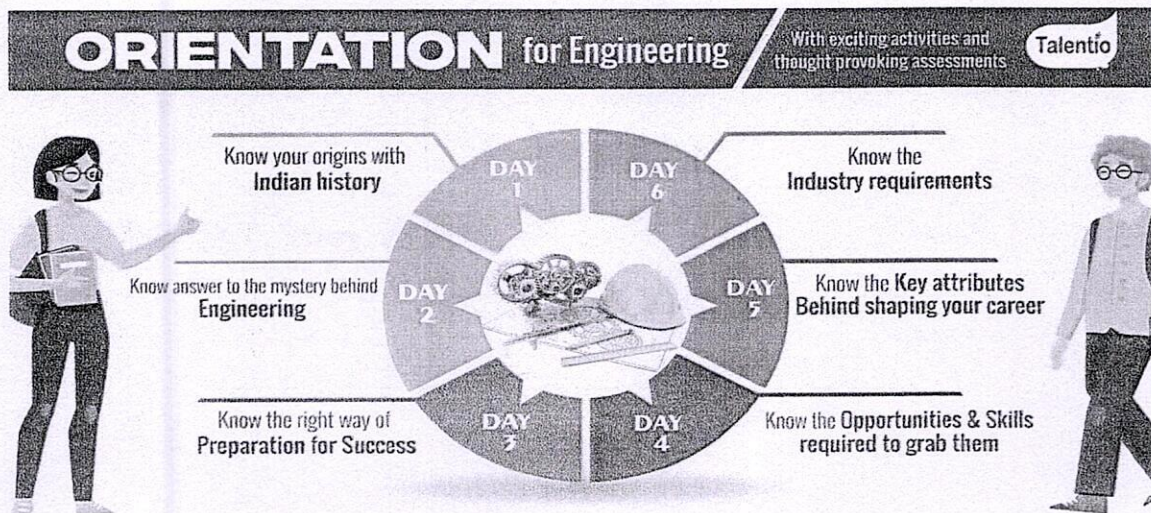 ORIENTATION for Engineering
With exciting activities and
thought provoking assessments
Talentio
Know your origins with
Indian history
DAY
1
Know answer to the mystery behind
Engineering
DAY
2
Know the right way of
Preparation for Success
DAY
3
DAY
4
Know the Opportunities & Skills
required to grab them
DAY
5
Know the Key attributes
Behind shaping your career
DAY
6
Know the
Industry requirements